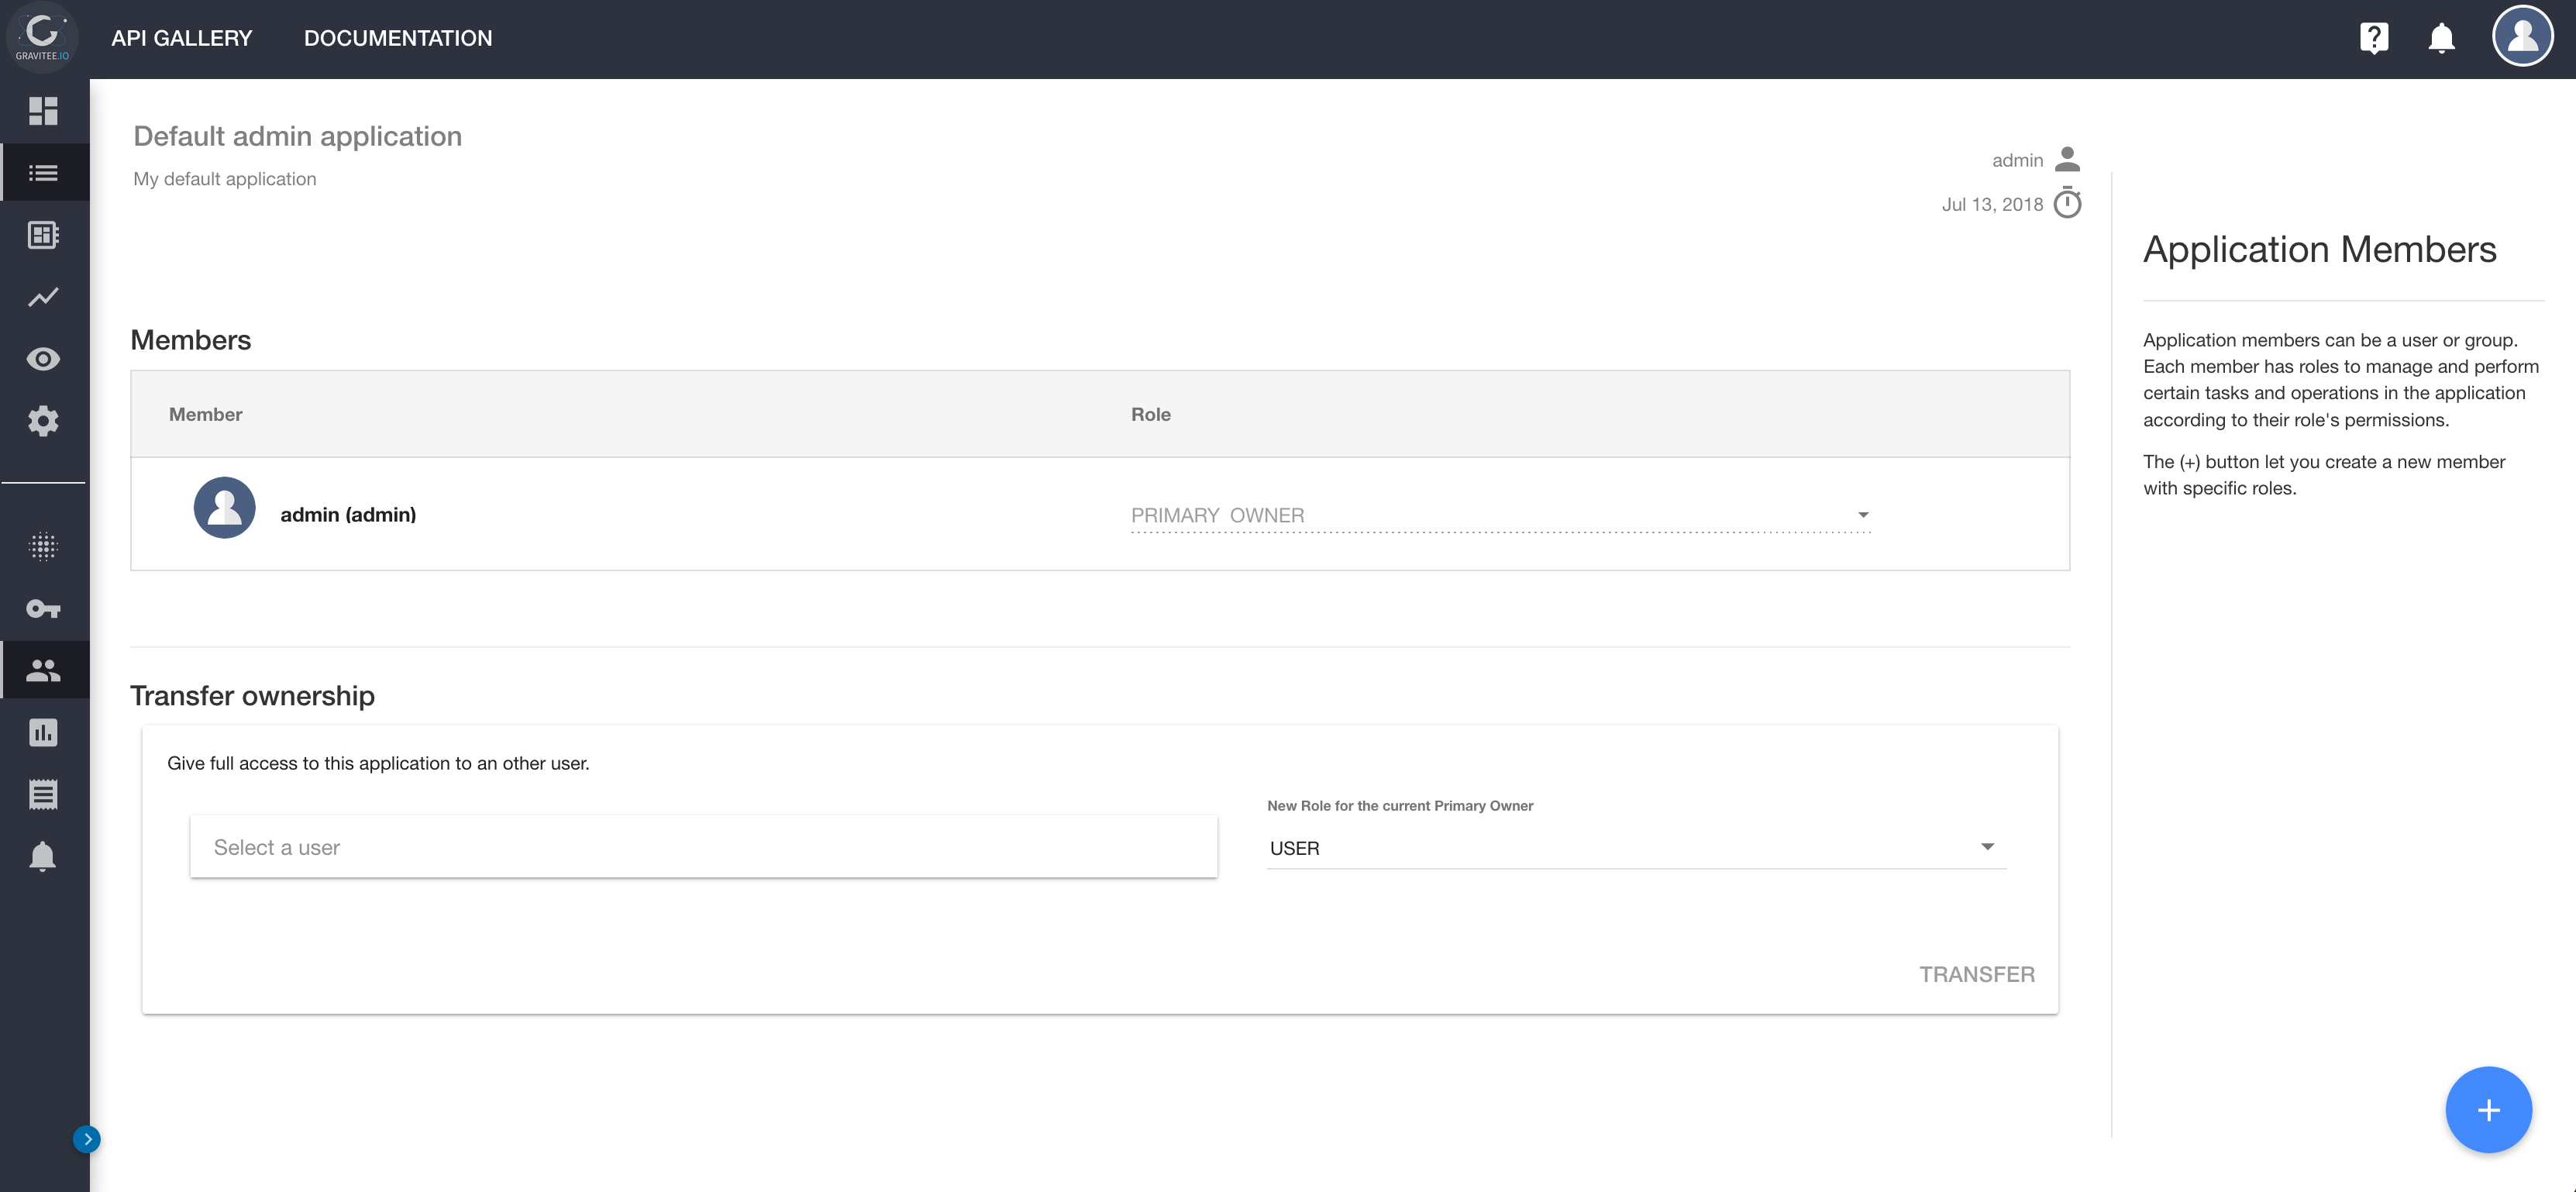 GRAVITEE.IO
API GALLERY DOCUMENTATION
Default admin application
My default application
admin
Jul 13, 2018
Members
Member Role
admin (admin) PRIMARY OWNER
Transfer ownership
Give full access to this application to an other user.
New Role for the current Primary Owner
Select a user USER
TRANSFER
Application Members
Application members can be a user or group.
Each member has roles to manage and perform
certain tasks and operations in the application
according to their role's permissions.
The (+) button let you create a new member
with specific roles.